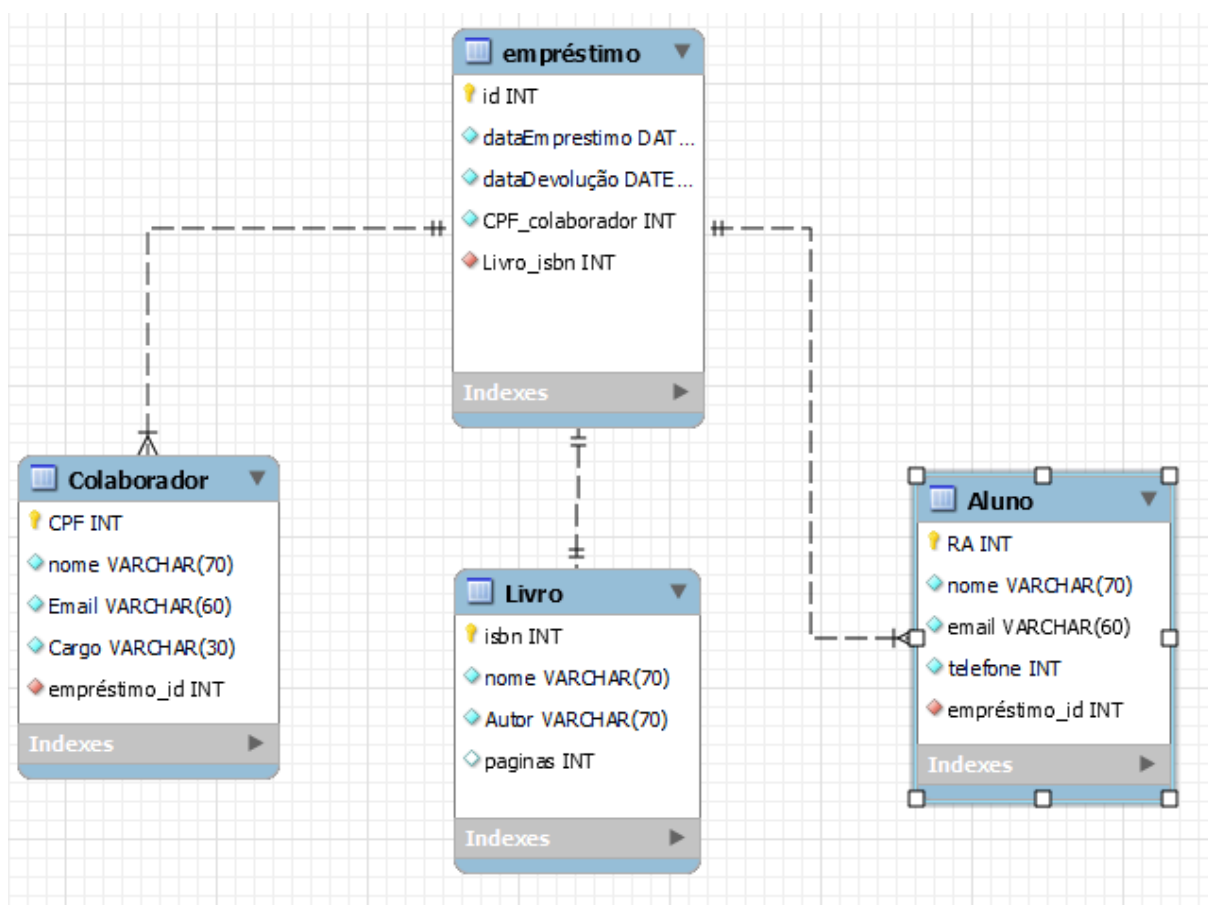 empréstimo
id INT
dataEmprestimo DAT...
dataDevolução DATE...
CPF_colaborador INT
Livro_isbn INT
Indexes
Colaborador
CPF INT
nome VARCHAR(70)
Email VARCHAR(60)
Cargo VARCHAR(30)
empréstimo_id INT
Indexes
Livro
isbn INT
nome VARCHAR(70)
Autor VARCHAR(70)
paginas INT
Indexes
Aluno
RA INT
nome VARCHAR(70)
email VARCHAR(60)
telefone INT
empréstimo_id INT
Indexes